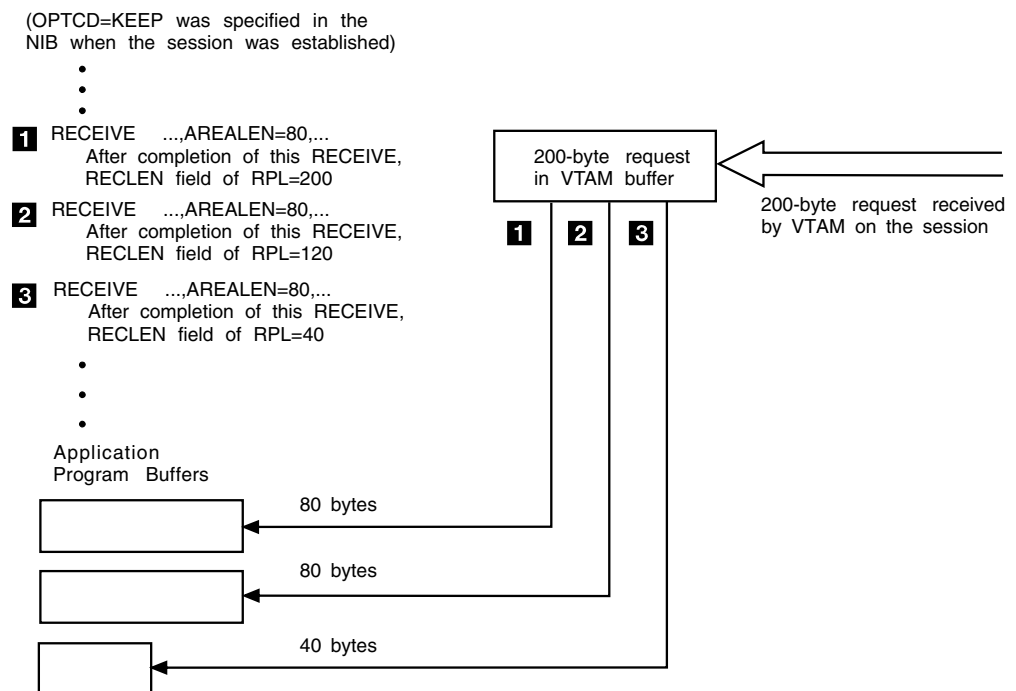 (OPTCD=KEEP was specified in the
NIB when the session was established)
1 RECEIVE ...,AREALEN=80,...
After completion of this RECEIVE,
RECLEN field of RPL=200
2 RECEIVE ...,AREALEN=80,...
After completion of this RECEIVE,
RECLEN field of RPL=120
3 RECEIVE ...,AREALEN=80,...
After completion of this RECEIVE,
RECLEN field of RPL=40
200-byte request
in VTAM buffer
200-byte request received
by VTAM on the session
1 2 3
Application
Program Buffers
80 bytes
80 bytes
40 bytes